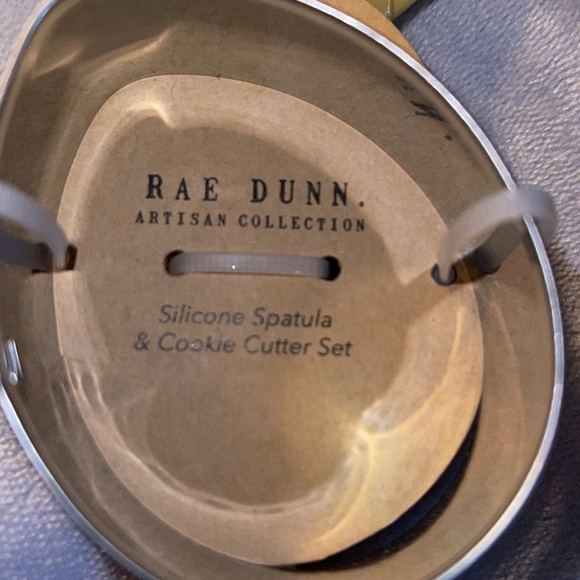 RAE DUNN.
ARTISAN COLLECTION
Silicone Spatula
& Cookie Cutter Set